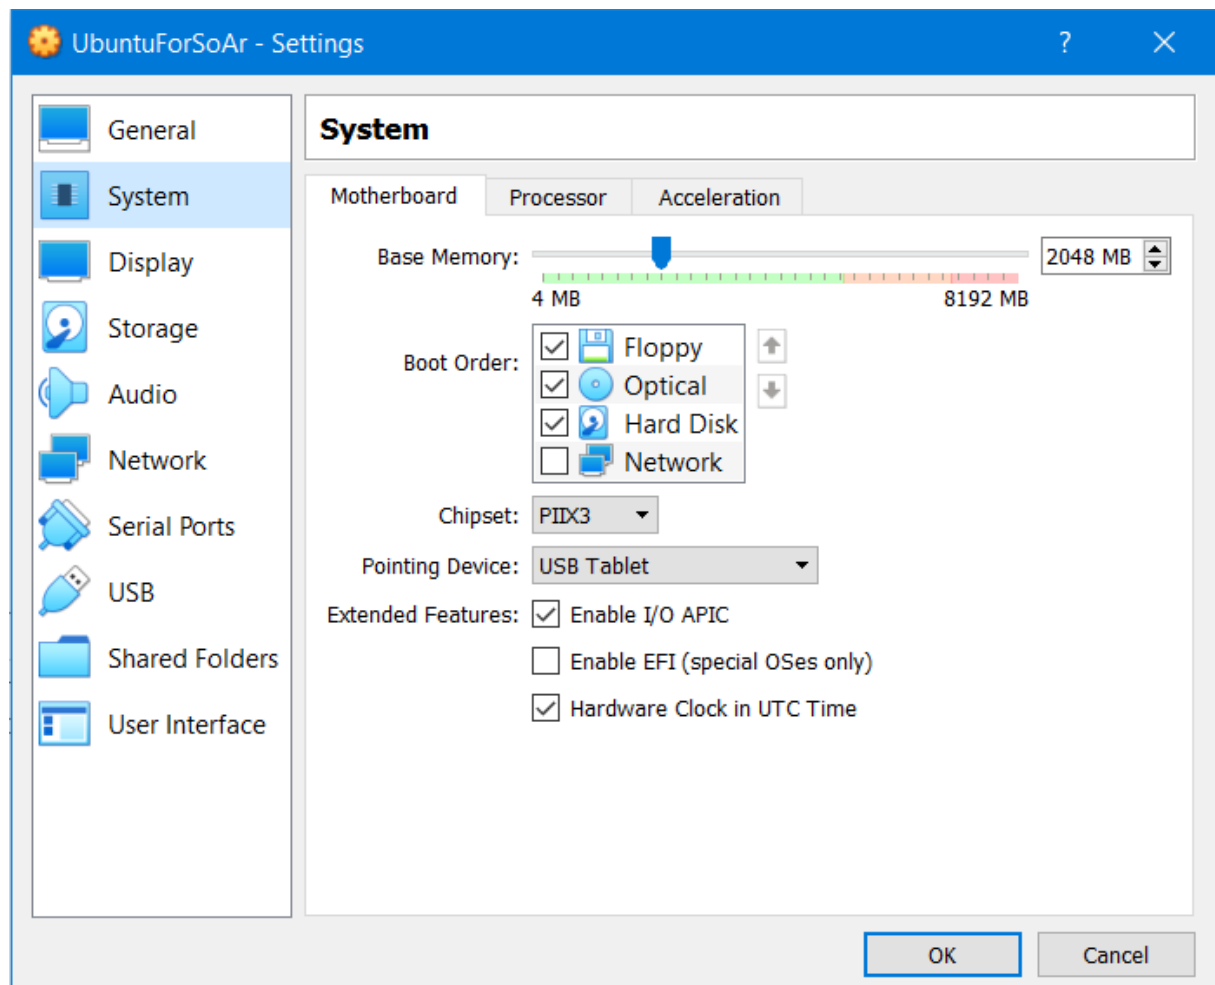 UbuntuForSoAr - Settings ?
General
System
Display
Storage
Audio
Network
Serial Ports
USB
Shared Folders
User Interface
System
Motherboard Processor Acceleration
Base Memory: 2048 MB
4 MB 8192 MB
Boot Order:
Floppy
Optical
Hard Disk
Network
Chipset: PIIX3
Pointing Device: USB Tablet
Extended Features: Enable I/O APIC
Enable EFI (special OSes only)
Hardware Clock in UTC Time
OK Cancel